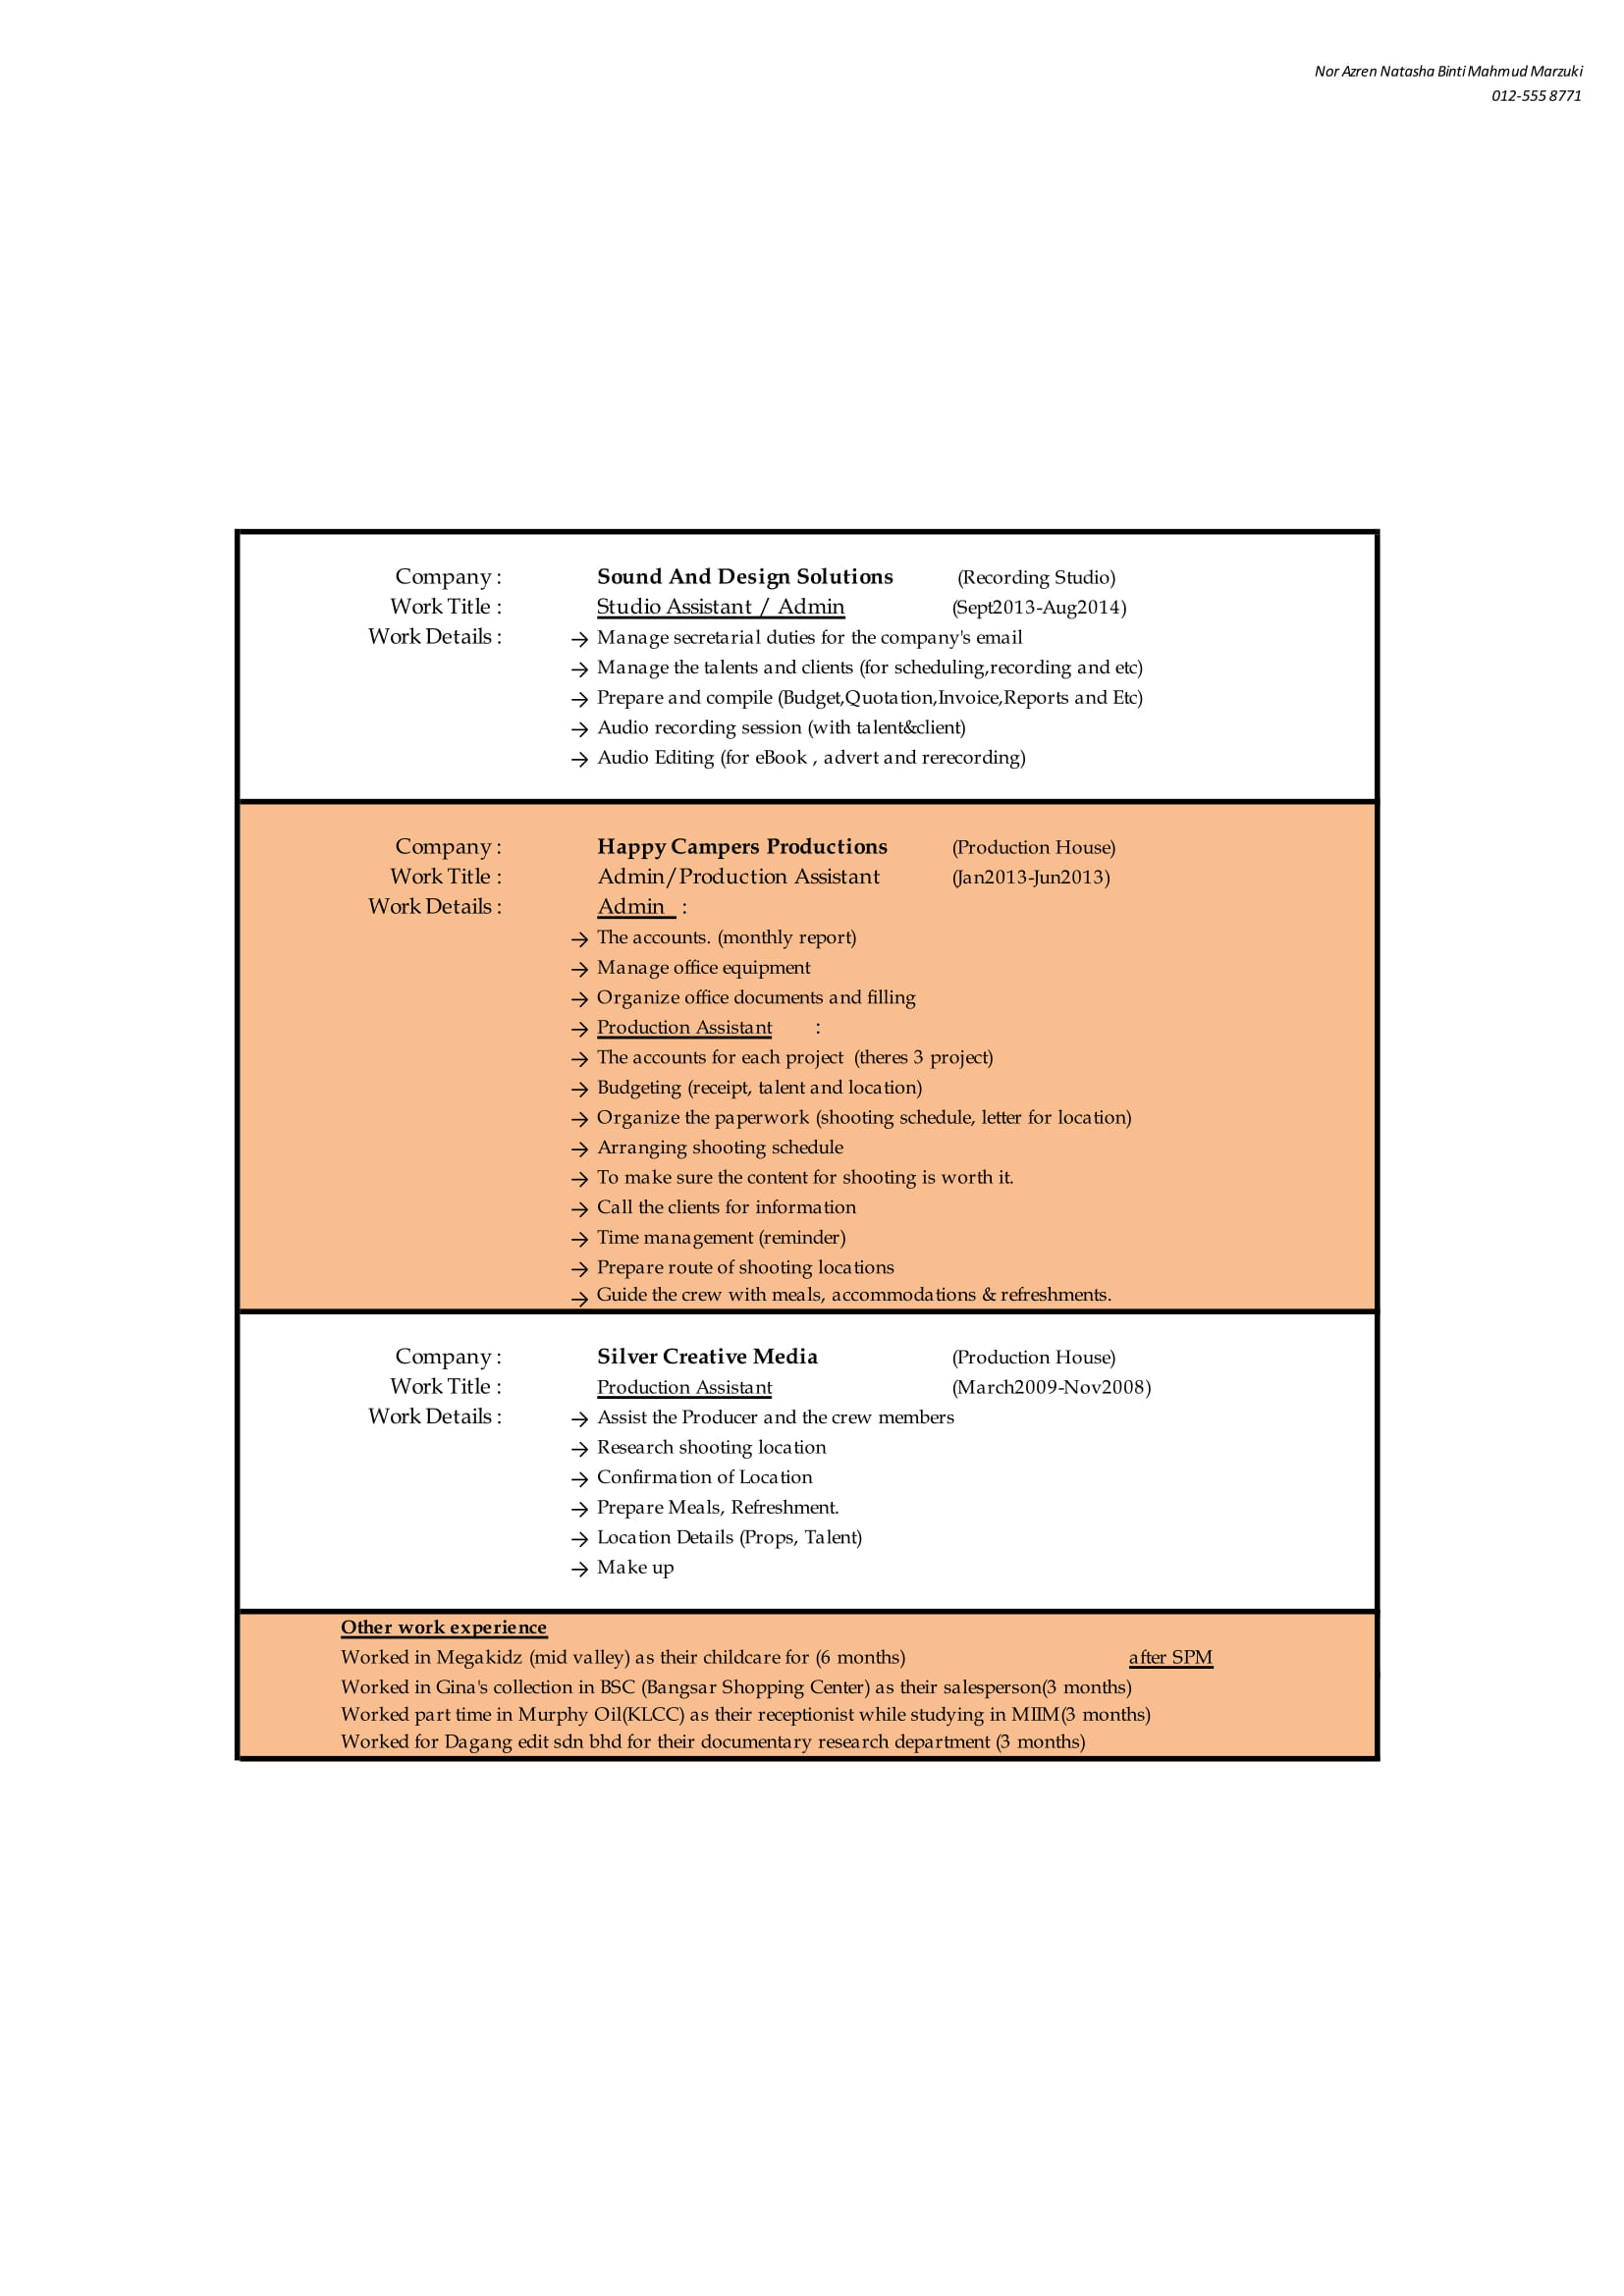 Nor Azren Natasha Binti Mahmud Marzuki
012-555 8771
Company : Sound And Design Solutions (Recording Studio)
Work Title : Studio Assistant / Admin (Sept2013-Aug2014)
Work Details : → Manage secretarial duties for the company's email
→ Manage the talents and clients (for scheduling,recording and etc)
→ Prepare and compile (Budget,Quotation,Invoice,Reports and Etc)
→ Audio recording session (with talent&client)
→ Audio Editing (for eBook , advert and rerecording)
Company : Happy Campers Productions (Production House)
Work Title : Admin/Production Assistant (Jan2013-Jun2013)
Work Details : Admin :
→ The accounts. (monthly report)
→ Manage office equipment
→ Organize office documents and filling
→ Production Assistant :
→ The accounts for each project (theres 3 project)
→ Budgeting (receipt, talent and location)
→ Organize the paperwork (shooting schedule, letter for location)
→ Arranging shooting schedule
→ To make sure the content for shooting is worth it.
→ Call the clients for information
→ Time management (reminder)
→ Prepare route of shooting locations
→ Guide the crew with meals, accommodations & refreshments.
Company : Silver Creative Media (Production House)
Work Title : Production Assistant (March2009-Nov2008)
Work Details : → Assist the Producer and the crew members
→ Research shooting location
→ Confirmation of Location
→ Prepare Meals, Refreshment.
→ Location Details (Props, Talent)
→ Make up
Other work experience
Worked in Megakidz (mid valley) as their childcare for (6 months) after SPM
Worked in Gina's collection in BSC (Bangsar Shopping Center) as their salesperson(3 months)
Worked part time in Murphy Oil(KLCC) as their receptionist while studying in MIIM(3 months)
Worked for Dagang edit sdn bhd for their documentary research department (3 months)